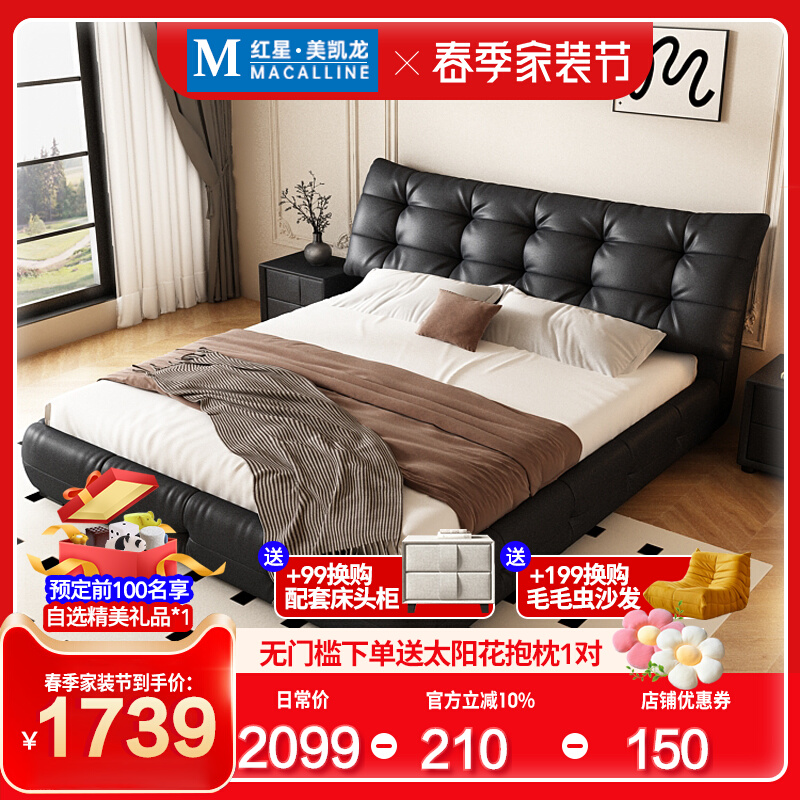 M 红星·美凯龙
MACALLINE
×春季家装节
送
+99换购
配套床头柜
送
+199换购
毛毛虫沙发
预定前100名享
自选精美礼品*1
无门槛下单送太阳花抱枕1对
春季家装节到手价:
¥1739
日常价
官方立减10%
店铺优惠券
2099-210-150